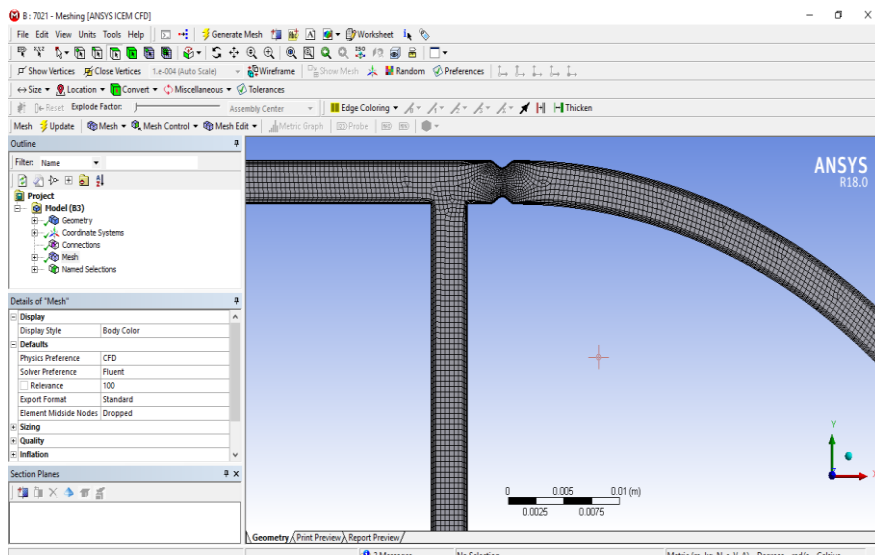 B : 7021 - Meshing [ANSYS ICEM CFD]
File Edit View Units Tools Help Generate Mesh A Worksheet
Show Vertices Close Vertices 1.e-004 (Auto Scale) Wireframe Show Mesh Random Preferences
Size Location Convert Miscellaneous Tolerances
Reset Explode Factor: Assembly Center Edge Coloring Thicken
Mesh Update Mesh Mesh Control Mesh Edit Metric Graph Probe
Outline
Filter: Name
Project
Model (B3)
Geometry
Coordinate Systems
Connections
Mesh
Named Selections
Details of "Mesh"
Display
Display Style Body Color
Defaults
Physics Preference CFD
Solver Preference Fluent
Relevance 100
Export Format Standard
Element Midside Nodes Dropped
Sizing
Quality
Inflation
Section Planes
ANSYS
R18.0
Y
X
0 0.005 0.01 (m)
0.0025 0.0075
Geometry Print Preview Report Preview
No Selection